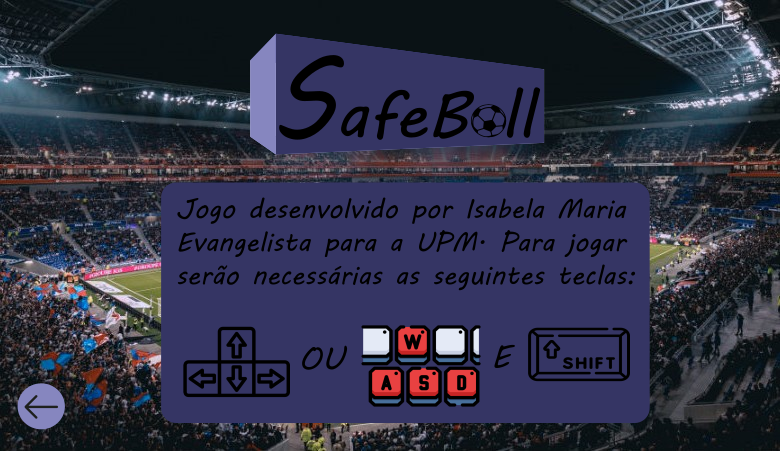 SafeBall
Jogo desenvolvido por Isabela Maria
Evangelista para a UPM. Para jogar
serão necessárias as seguintes teclas:
OU W E SHIFT
A S D